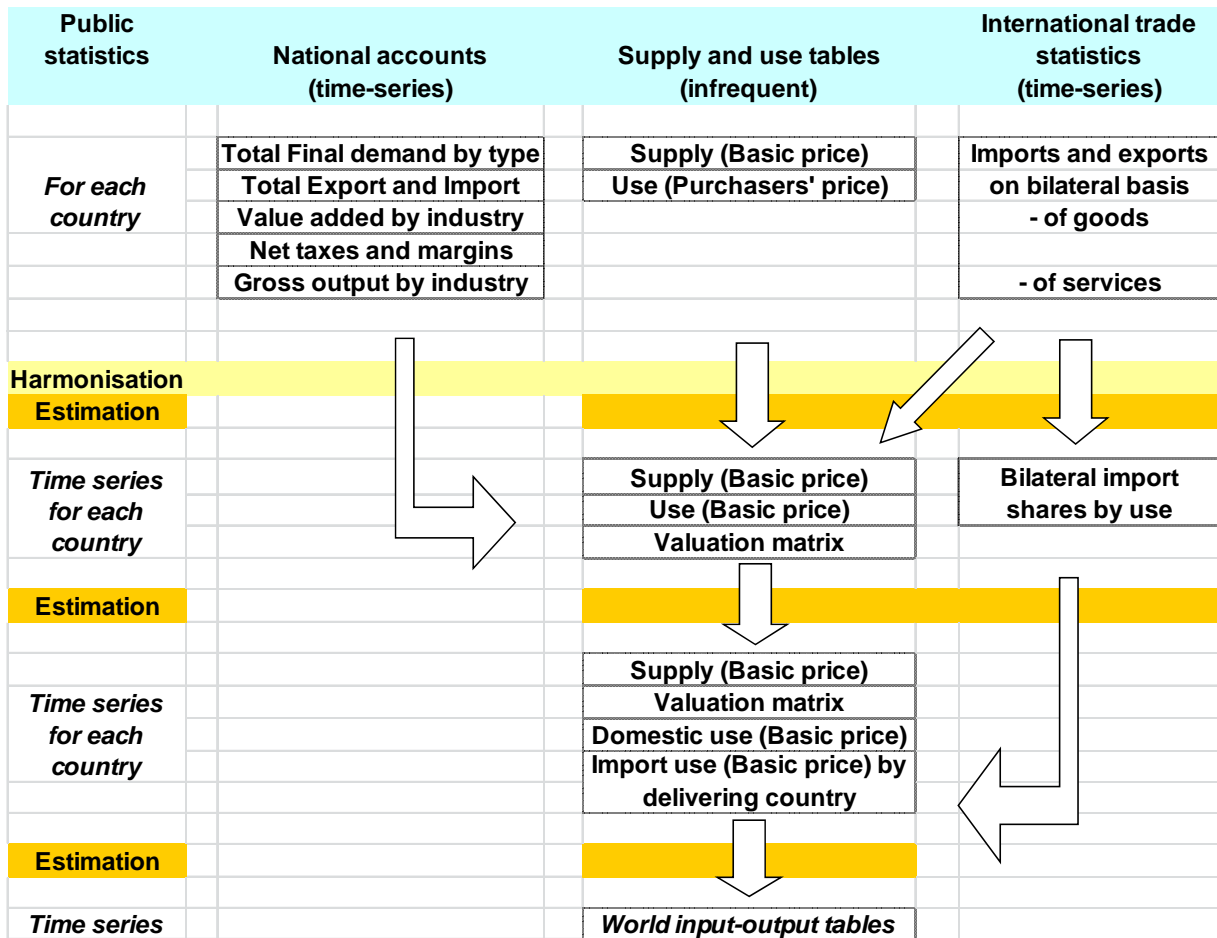 Public
statistics
National accounts
(time-series)
Supply and use tables
(infrequent)
International trade
statistics
(time-series)
For each
country
Total Final demand by type
Total Export and Import
Value added by industry
Net taxes and margins
Gross output by industry
Supply (Basic price)
Use (Purchasers' price)
Imports and exports
on bilateral basis
- of goods
- of services
Harmonisation
Estimation
Time series
for each
country
Supply (Basic price)
Use (Basic price)
Valuation matrix
Bilateral import
shares by use
Estimation
Time series
for each
country
Supply (Basic price)
Valuation matrix
Domestic use (Basic price)
Import use (Basic price) by
delivering country
Estimation
Time series
World input-output tables